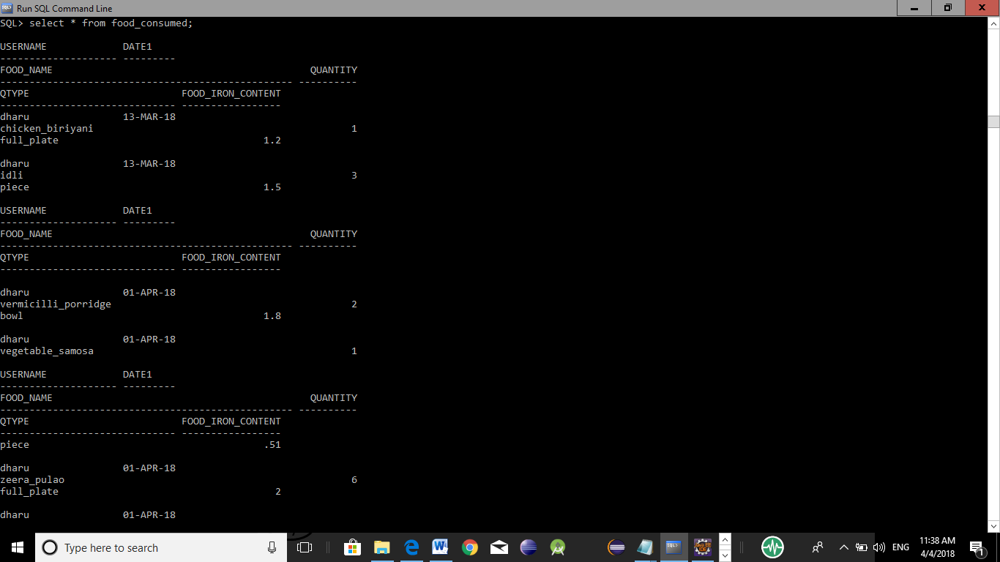 Run SQL Command Line
SQL> select * from food_consumed;
USERNAME             DATE1
-------------------- ---------
FOOD_NAME                                            QUANTITY
-------------------------------------------------- ----------
QTYPE                          FOOD_IRON_CONTENT
------------------------------ -----------------
dharu                13-MAR-18
chicken_biriyani                                            1
full_plate                                   1.2
dharu                13-MAR-18
idli                                                        3
piece                                        1.5
USERNAME             DATE1
-------------------- ---------
FOOD_NAME                                            QUANTITY
-------------------------------------------------- ----------
QTYPE                          FOOD_IRON_CONTENT
------------------------------ -----------------
dharu                01-APR-18
vermicilli_porridge                                         2
bowl                                         1.8
dharu                01-APR-18
vegetable_samosa                                            1
USERNAME             DATE1
-------------------- ---------
FOOD_NAME                                            QUANTITY
-------------------------------------------------- ----------
QTYPE                          FOOD_IRON_CONTENT
------------------------------ -----------------
piece                                        .51
dharu                01-APR-18
zeera_pulao                                                 6
full_plate                                     2
dharu                01-APR-18
Type here to search
ENG
11:38 AM
4/4/2018
1